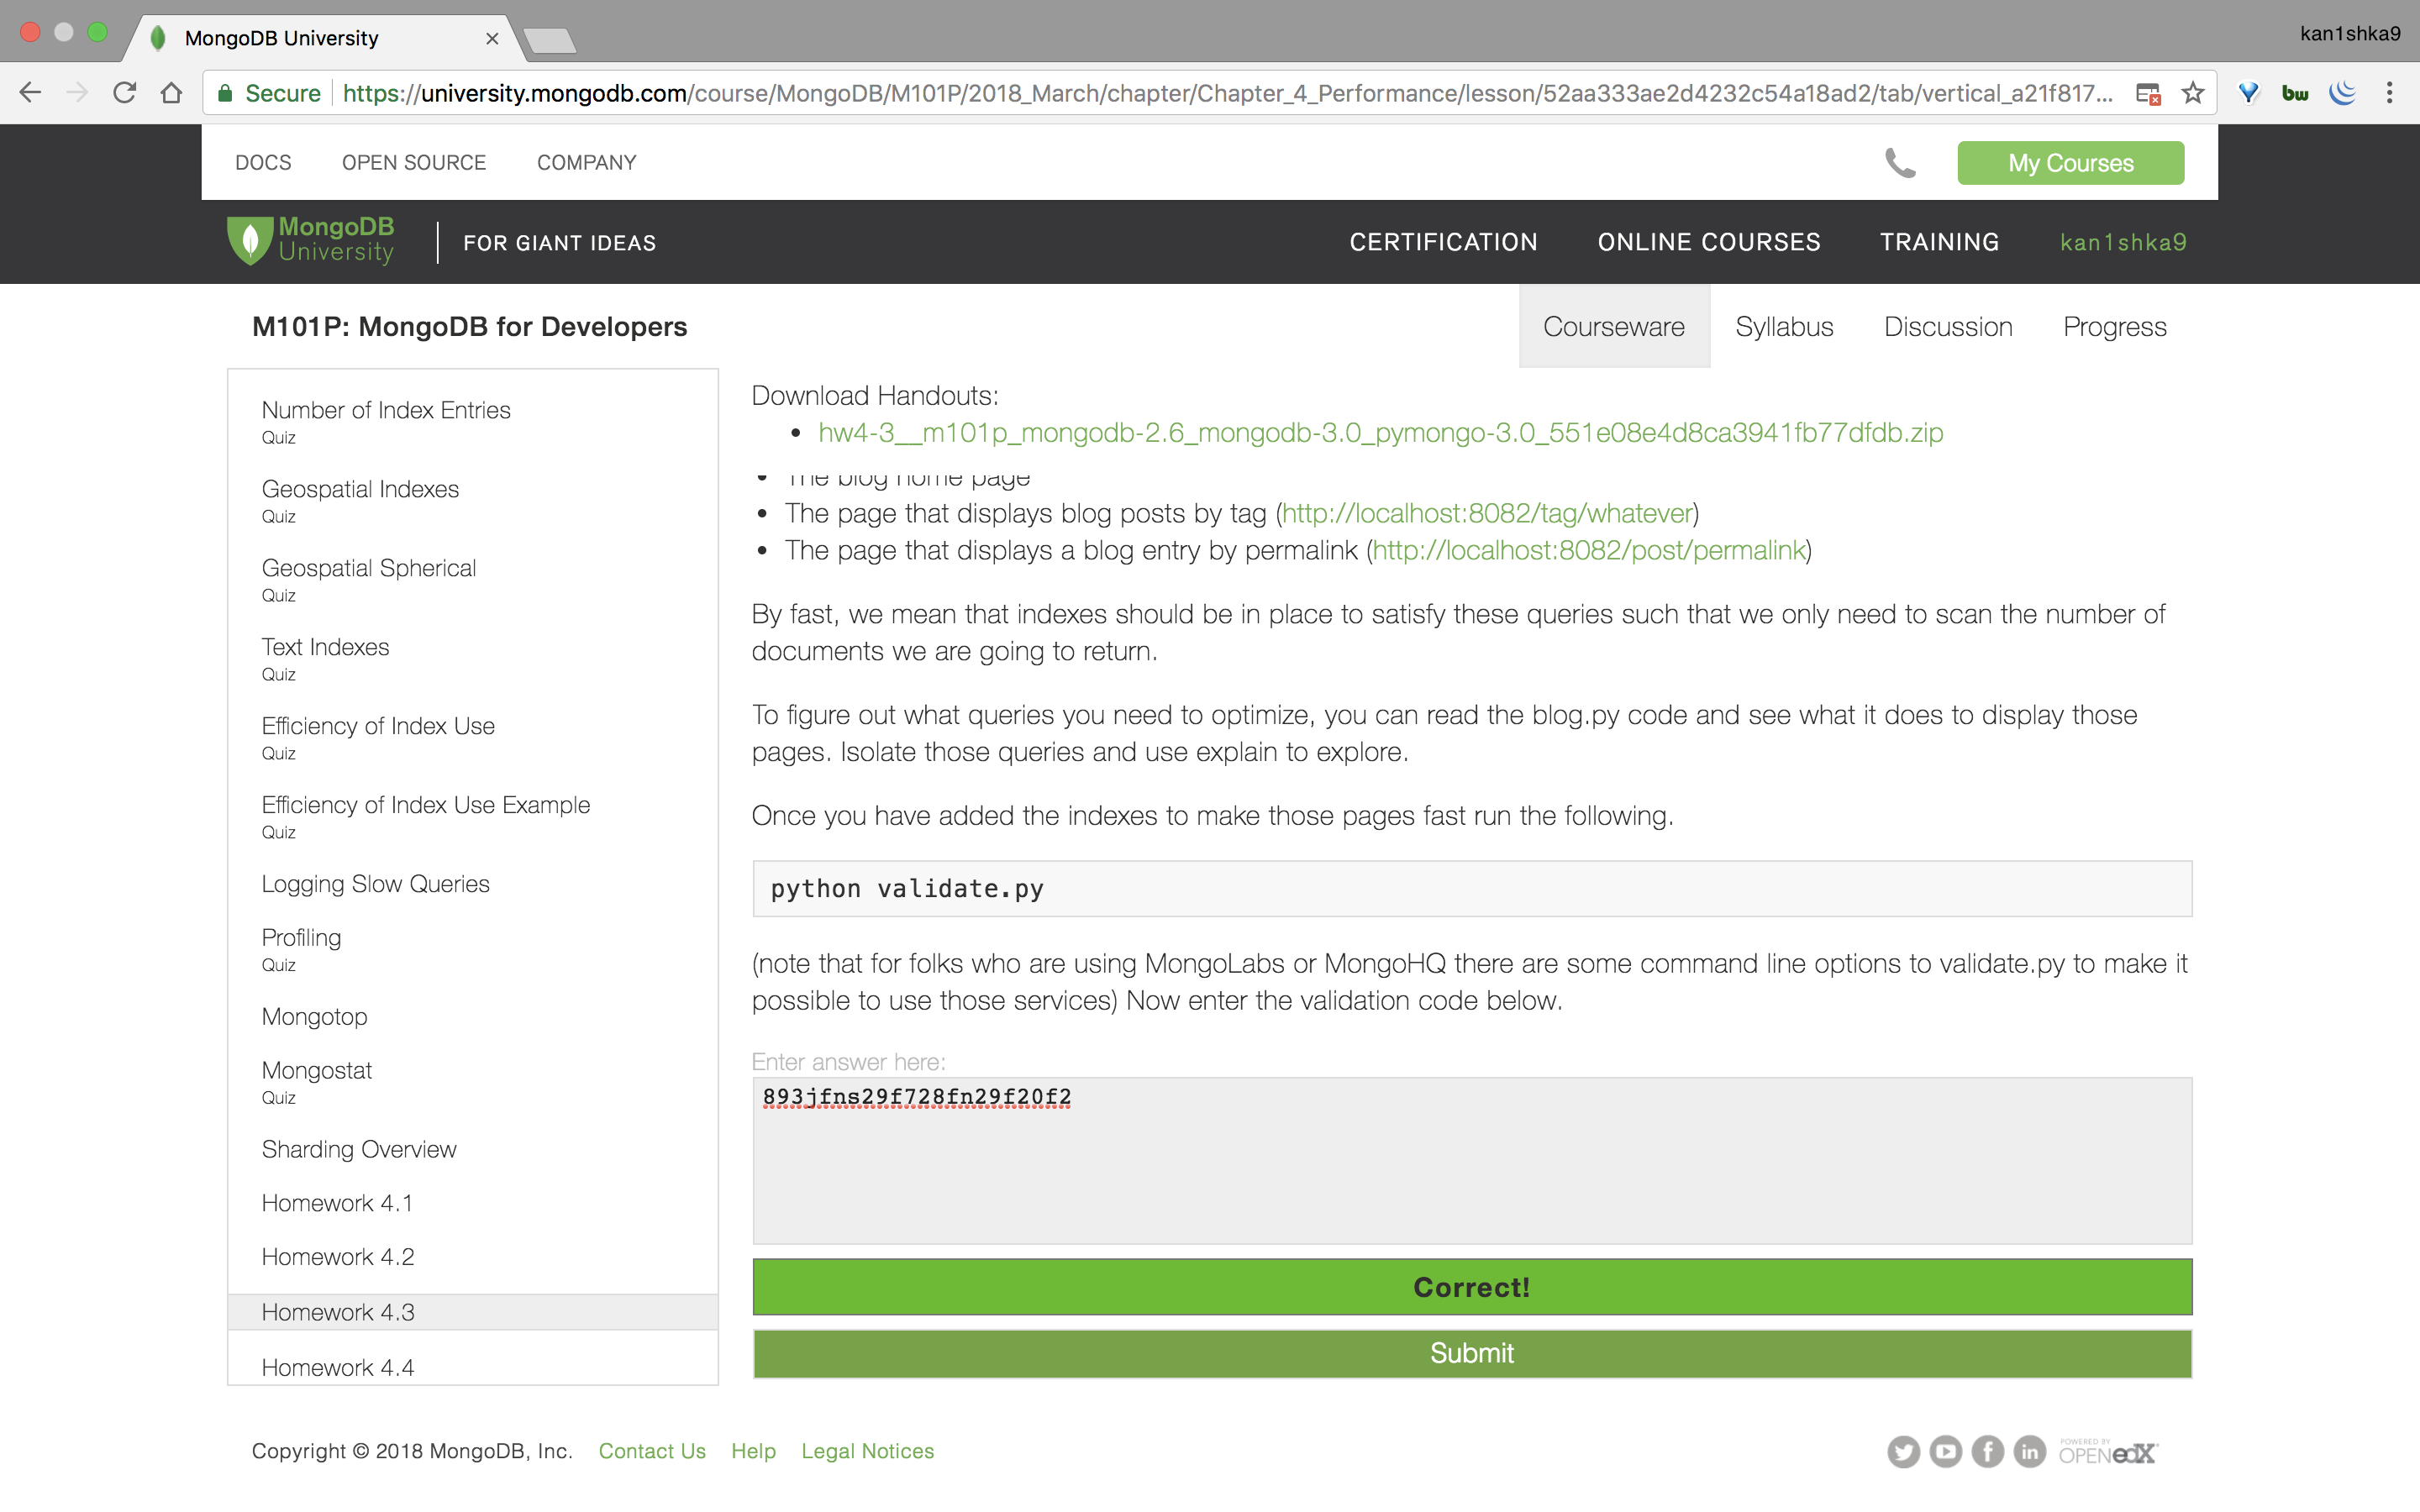 MongoDB University
kan1shka9
Secure https://university.mongodb.com/course/MongoDB/M101P/2018_March/chapter/Chapter_4_Performance/lesson/52aa333ae2d4232c54a18ad2/tab/vertical_a21f817...
bw
DOCS OPEN SOURCE COMPANY My Courses
MongoDB University FOR GIANT IDEAS CERTIFICATION ONLINE COURSES TRAINING kan1shka9
M101P: MongoDB for Developers Courseware Syllabus Discussion Progress
Number of Index Entries
Quiz
Geospatial Indexes
Quiz
Geospatial Spherical
Quiz
Text Indexes
Quiz
Efficiency of Index Use
Quiz
Efficiency of Index Use Example
Quiz
Logging Slow Queries
Profiling
Quiz
Mongotop
Mongostat
Quiz
Sharding Overview
Homework 4.1
Homework 4.2
Homework 4.3
Homework 4.4
Download Handouts:
• hw4-3__m101p_mongodb-2.6_mongodb-3.0_pymongo-3.0_551e08e4d8ca3941fb77dfdb.zip
• The blog home page
• The page that displays blog posts by tag (http://localhost:8082/tag/whatever)
• The page that displays a blog entry by permalink (http://localhost:8082/post/permalink)
By fast, we mean that indexes should be in place to satisfy these queries such that we only need to scan the number of
documents we are going to return.
To figure out what queries you need to optimize, you can read the blog.py code and see what it does to display those
pages. Isolate those queries and use explain to explore.
Once you have added the indexes to make those pages fast run the following.
python validate.py
(note that for folks who are using MongoLabs or MongoHQ there are some command line options to validate.py to make it
possible to use those services) Now enter the validation code below.
Enter answer here:
893jfns29f728fn29f20f2
Correct!
Submit
Copyright © 2018 MongoDB, Inc. Contact Us Help Legal Notices
POWERED BY
OPEN edX